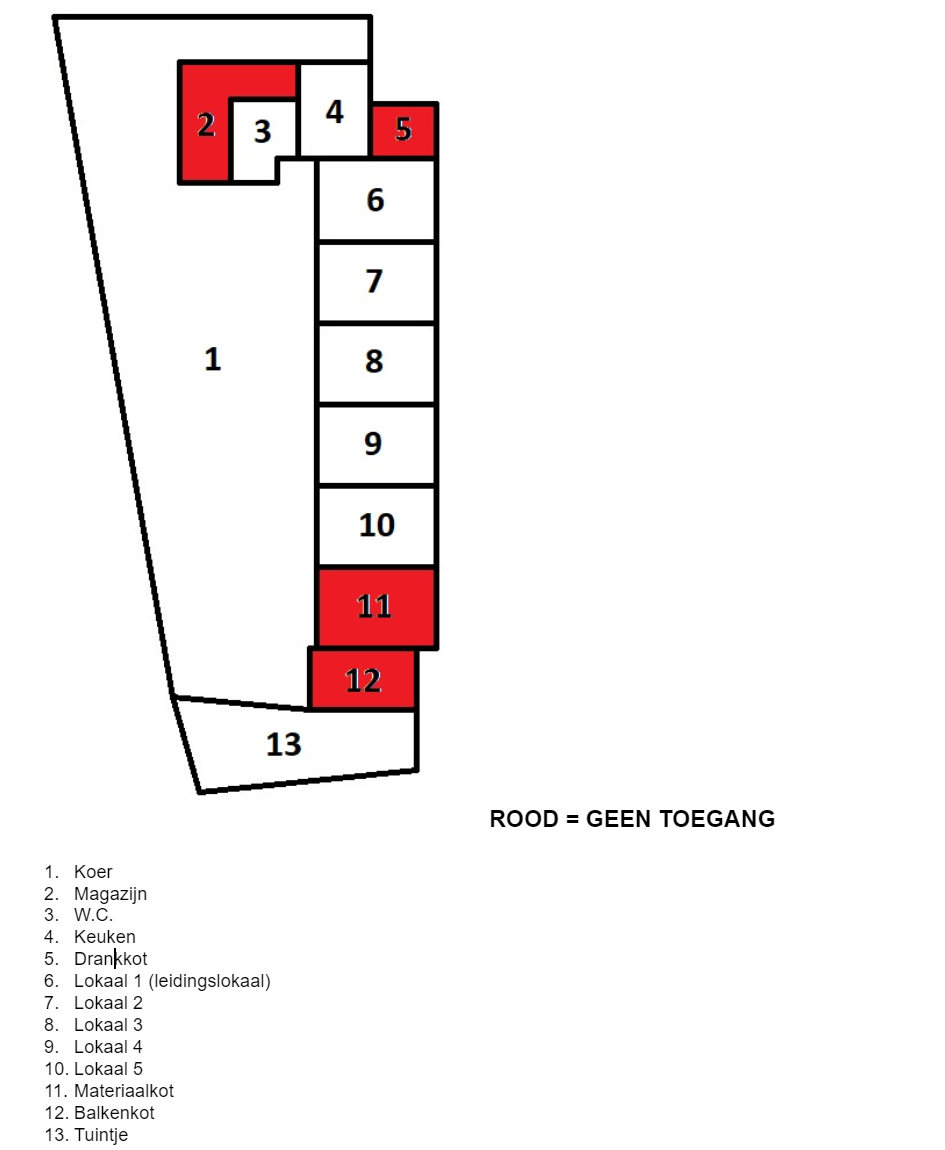 2
3
4
5
6
7
1
8
9
10
11
12
13
ROOD = GEEN TOEGANG
1. Koer
2. Magazijn
3. W.C.
4. Keuken
5. Drankkot
6. Lokaal 1 (leidingslokaal)
7. Lokaal 2
8. Lokaal 3
9. Lokaal 4
10. Lokaal 5
11. Materiaalkot
12. Balkenkot
13. Tuintje